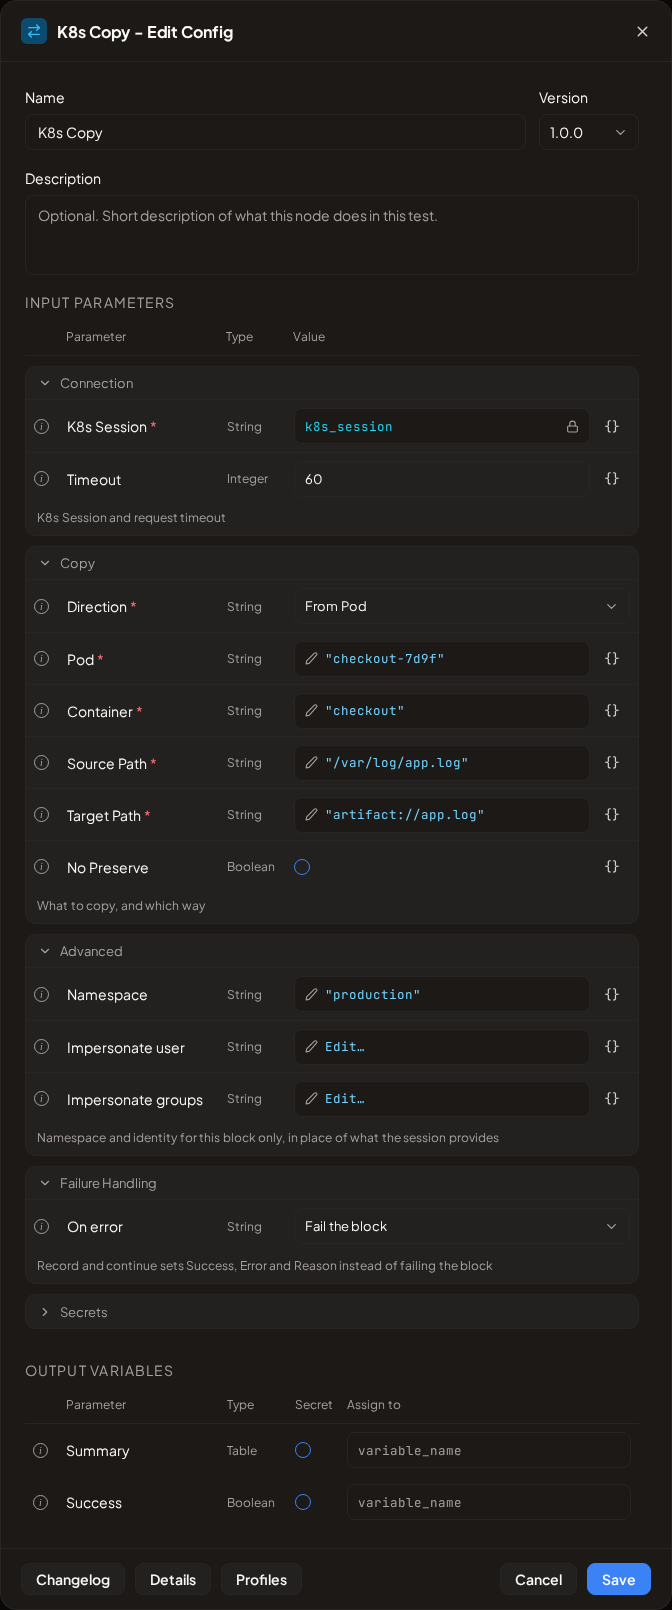 K8s Copy - Edit Config
Name
Version
K8s Copy
1.0.0
Description
Optional. Short description of what this node does in this test.
INPUT PARAMETERS
Parameter Type Value
Connection
K8s Session * String k8s_session {}
Timeout Integer 60 {}
K8s Session and request timeout
Copy
Direction * String From Pod
Pod * String "checkout-7d9f" {}
Container * String "checkout" {}
Source Path * String "/var/log/app.log" {}
Target Path * String "artifact://app.log" {}
No Preserve Boolean {}
What to copy, and which way
Advanced
Namespace String "production" {}
Impersonate user String Edit… {}
Impersonate groups String Edit… {}
Namespace and identity for this block only, in place of what the session provides
Failure Handling
On error String Fail the block
Record and continue sets Success, Error and Reason instead of failing the block
Secrets
OUTPUT VARIABLES
Parameter Type Secret Assign to
Summary Table variable_name
Success Boolean variable_name
Changelog Details Profiles Cancel Save